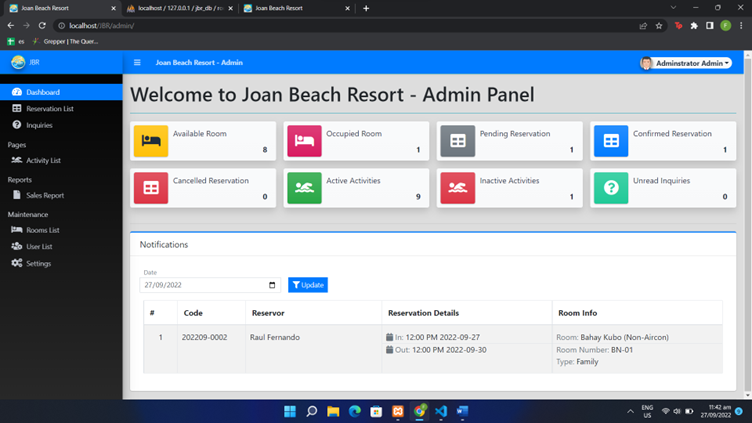 Joan Beach Resort
localhost / 127.0.0.1 / jbr_db / ro
Joan Beach Resort
localhost/JBR/admin/
es
Grepper | The Quer...
JBR
Joan Beach Resort - Admin
Adminstrator Admin
Dashboard
Reservation List
Inquiries
Pages
Activity List
Reports
Sales Report
Maintenance
Rooms List
User List
Settings
Welcome to Joan Beach Resort - Admin Panel
Available Room
8
Occupied Room
1
Pending Reservation
1
Confirmed Reservation
1
Cancelled Reservation
0
Active Activities
9
Inactive Activities
1
Unread Inquiries
0
Notifications
Date
27/09/2022
Update
# Code Reservor Reservation Details Room Info
1 202209-0002 Raul Fernando In: 12:00 PM 2022-09-27 Room: Bahay Kubo (Non-Aircon)
Out: 12:00 PM 2022-09-30 Room Number: BN-01
Type: Family
ENG
US
11:42 am
27/09/2022